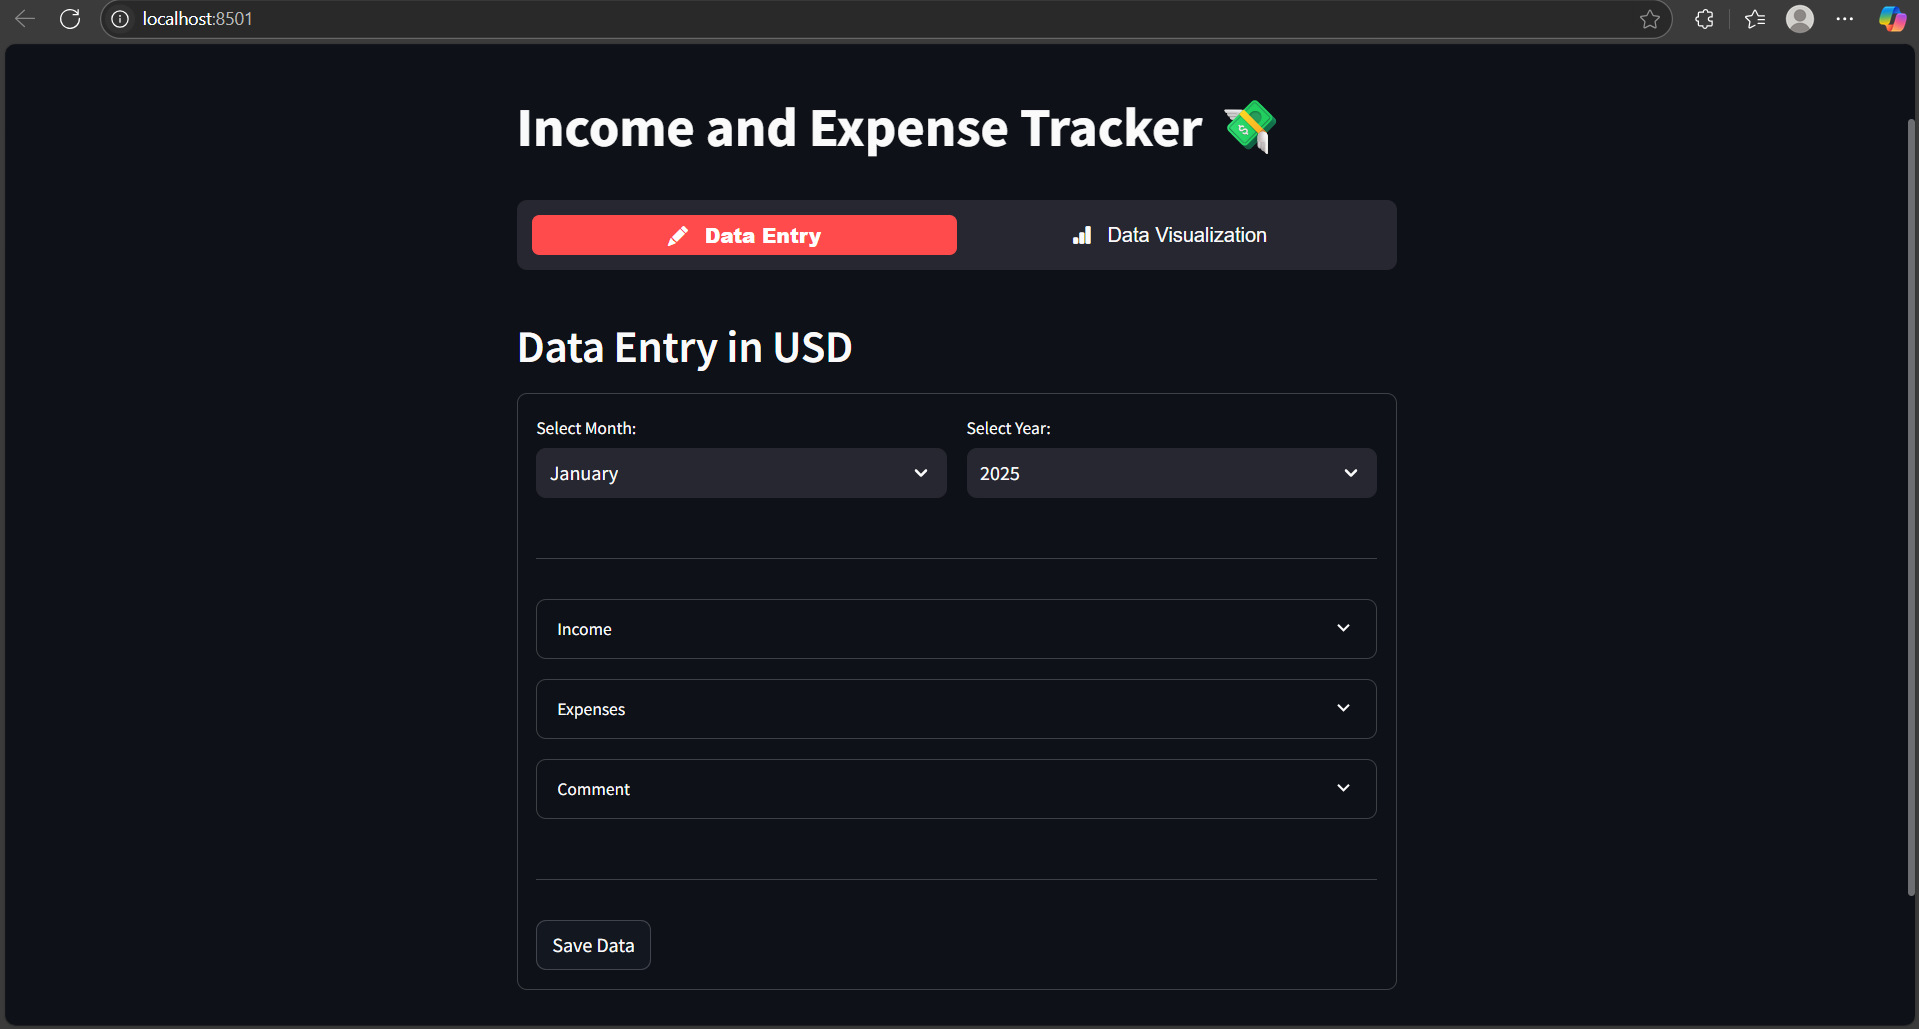 localhost:8501
Income and Expense Tracker
Data Entry
Data Visualization
Data Entry in USD
Select Month:
Select Year:
January
2025
Income
Expenses
Comment
Save Data